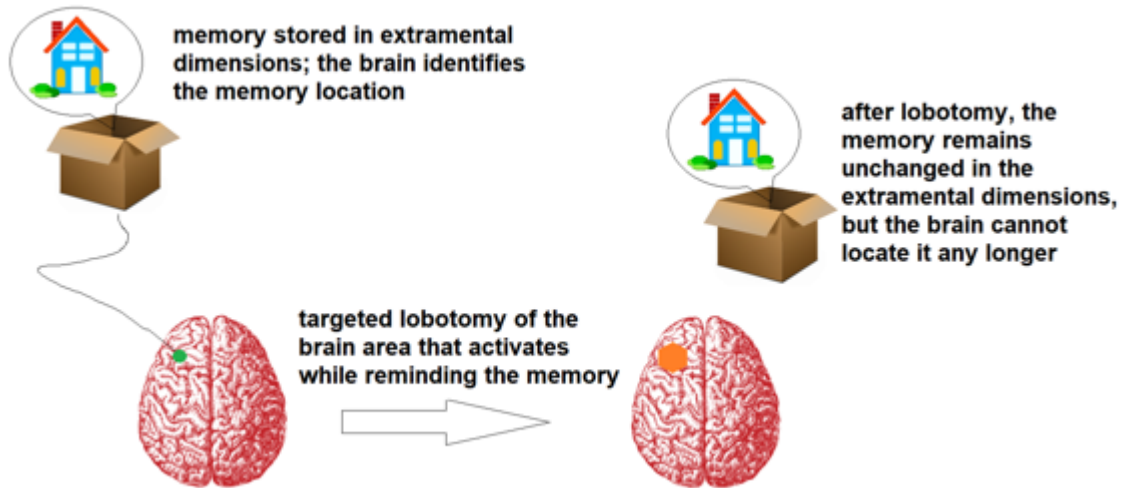 memory stored in extramental
dimensions; the brain identifies
the memory location
after lobotomy, the
memory remains
unchanged in the
extramental dimensions,
but the brain cannot
locate it any longer
targeted lobotomy of the
brain area that activates
while reminding the memory